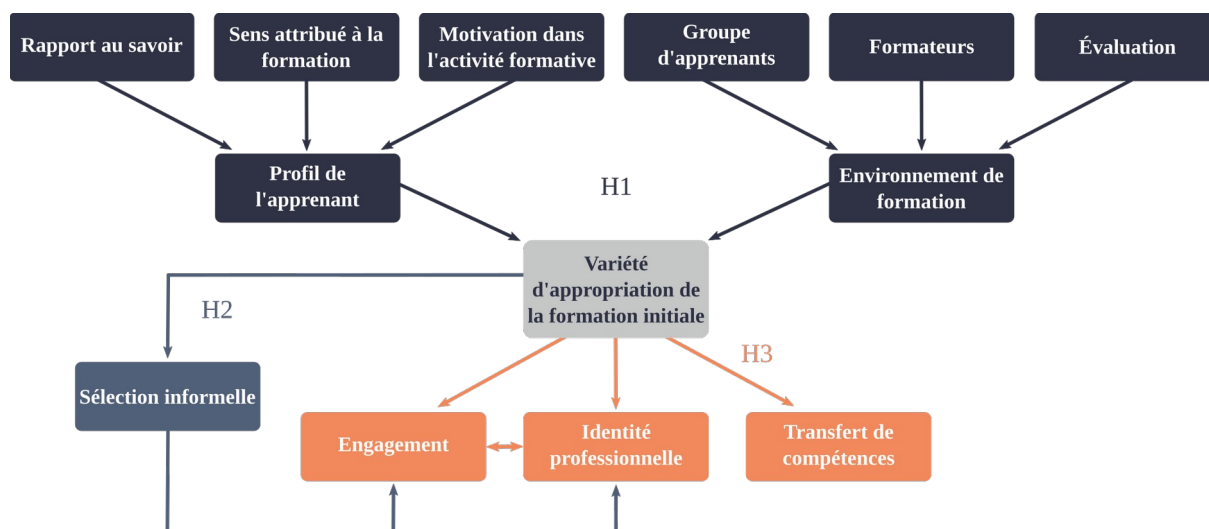 Rapport au savoir
Sens attribué à la
formation
Motivation dans
l'activité formative
Groupe
d'apprenants
Formateurs
Évaluation
Profil de
l'apprenant
H1
Environnement de
formation
Variété
d'appropriation de
la formation initiale
H2
H3
Sélection informelle
Engagement
Identité
professionnelle
Transfert de
compétences